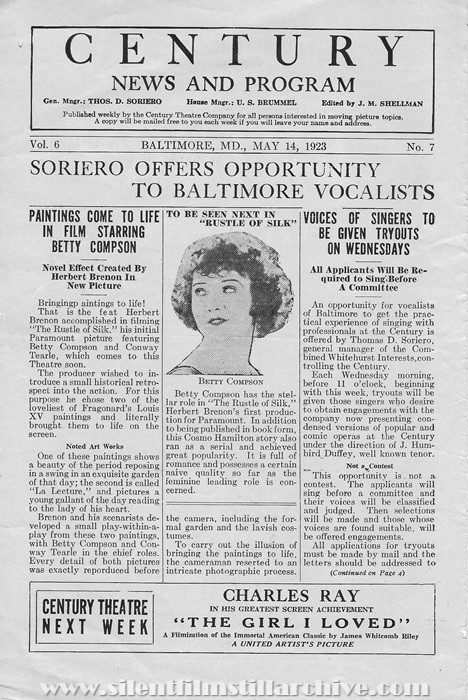 CENTURY
NEWS AND PROGRAM
Gen. Mngr.: THOS. D. SORIERO House Mngr.: U. S. BRUMMEL Edited by J. M. SHELLMAN
Published weekly by the Century Theatre Company for all persons interested in moving picture topics.
A copy will be mailed free to you each week if you will leave your name and address.
Vol. 6 BALTIMORE, MD., MAY 14, 1923 No. 7
SORIERO OFFERS OPPORTUNITY
TO BALTIMORE VOCALISTS
PAINTINGS COME TO LIFE
IN FILM STARRING
BETTY COMPSON
Novel Effect Created By
Herbert Brenon In
New Picture
Bringingp aintings to life!
That is the feat Herbert
Brenon accomplished in filming
"The Rustle of Silk," his initial
Paramount picture featuring
Betty Compson and Conway
Tearle, which comes to this
Theatre soon.
The producer wished to in-
troduce a small historical retro-
spect into the action. For this
purpose he chose two of the
loveliest of Fragonard's Louis
XV paintings and literally
brought them to life on the
screen.
Noted Art Works
One of these paintings shows
a beauty of the period reposing
in a swing in an exquisite garden
of that day; the second is called
"La Lecture," and pictures a
young gallant of the day reading
to the lady of his heart.
Brenon and his scenarists de-
veloped a small play-within-a-
play from these two paintings,
with Betty Compson and Con-
way Tearle in the chief roles.
Every detail of both pictures
was exactly reporduced before
TO BE SEEN NEXT IN
"RUSTLE OF SILK"
BETTY COMPSON
Betty Compson has the stel-
lar role in "The Rustle of Silk,"
Herbert Brenon's first produc-
tion for Paramount. In addition
to being published in book form,
this Cosmo Hamilton story also
ran as a serial and achieved
great popularity. It is full of
romance and possesses a certain
naive quality so far as the
feminine leading role is con-
cerned.
the camera, including the for-
mal garden and the lavish cos-
tumes.
To carry out the illusion of
bringing the paintings to life,
the cameraman reserted to an
intricate photographic process.
VOICES OF SINGERS TO
BE GIVEN TRYOUTS
ON WEDNESDAYS
All Applicants Will Be Re-
quired to Sing Before
A Committee
An opportunity for vocalists
of Baltimore to get the prac-
tical experience of singing with
professionals at the Century is
offered by Thomas D. Soriero,
general manager of the Com-
bined Whitehurst Interests, con-
trolling the Century.
Each Wednesday morning,
before 11 o'clock, beginning
with this week, tryouts will be
given those singers who desire
to obtain engagements with the
company now presenting con-
densed versions of popular and
comic operas at the Century
under the direction of J. Hum-
bird Duffey, well known tenor.
Not a Contest
This opportunity is not a
contest. The applicants will
sing before a committee and
their voices will be classified
and judged. Then selections
will be made and those whose
voices are found suitable, will
be offered engagements.
All applications for tryouts
must be made by mail and the
letters should be addressed to
(Continued on Page 4)
CENTURY THEATRE
NEXT WEEK
CHARLES RAY
IN HIS GREATEST SCREEN ACHIEVEMENT
"THE GIRL I LOVED"
A Filmization of the Immortal American Classic by James Whitcomb Riley
A UNITED ARTIST'S PICTURE
www.silentfilmstillarchive.com